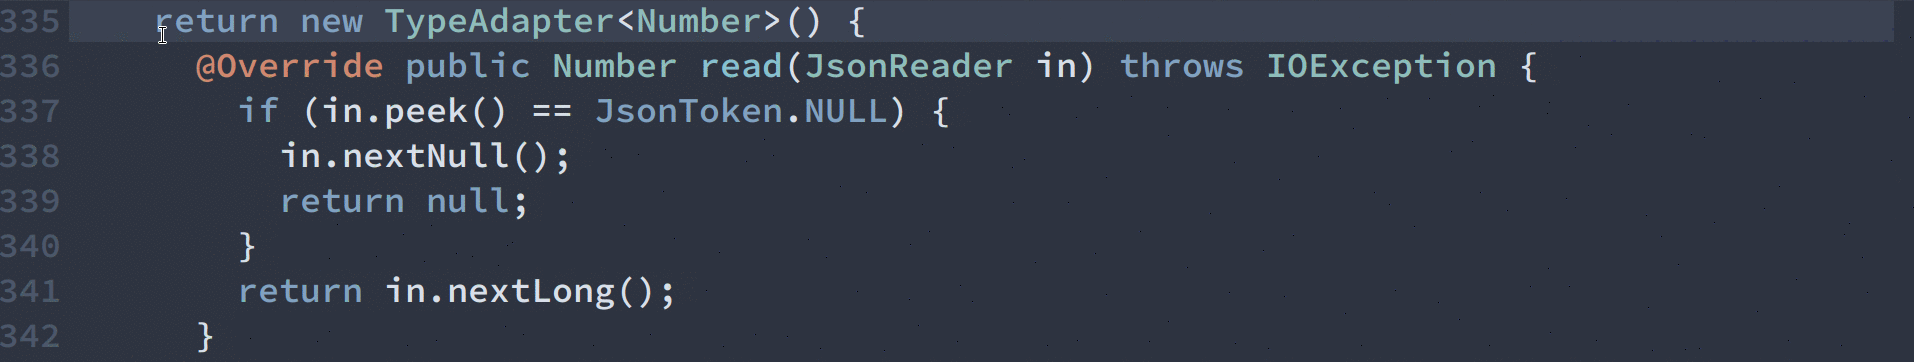 335    return new TypeAdapter<Number>() {
336      @Override public Number read(JsonReader in) throws IOException {
337        if (in.peek() == JsonToken.NULL) {
338          in.nextNull();
339          return null;
340        }
341        return in.nextLong();
342      }